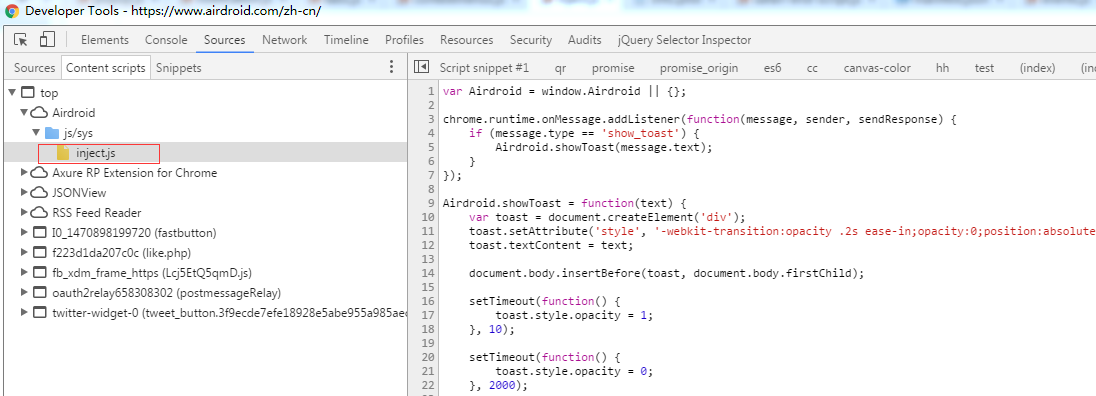 Developer Tools - https://www.airdroid.com/zh-cn/
Elements Console Sources Network Timeline Profiles Resources Security Audits jQuery Selector Inspector
Sources Content scripts Snippets
Script snippet #1 qr promise promise_origin es6 cc canvas-color hh test (index) (in
top
Airdroid
js/sys
inject.js
Axure RP Extension for Chrome
JSONView
RSS Feed Reader
I0_1470898199720 (fastbutton)
f223d1da207c0c (like.php)
fb_xdm_frame_https (Lcj5EtQ5qmD.js)
oauth2relay658308302 (postmessageRelay)
twitter-widget-0 (tweet_button.3f9ecde7efe18928e5abe955a985aec
1 var Airdroid = window.Airdroid || {};
2
3 chrome.runtime.onMessage.addListener(function(message, sender, sendResponse) {
4 if (message.type == 'show_toast') {
5 Airdroid.showToast(message.text);
6 }
7 });
8
9 Airdroid.showToast = function(text) {
10 var toast = document.createElement('div');
11 toast.setAttribute('style', '-webkit-transition:opacity .2s ease-in;opacity:0;position:absolute
12 toast.textContent = text;
13
14 document.body.insertBefore(toast, document.body.firstChild);
15
16 setTimeout(function() {
17 toast.style.opacity = 1;
18 }, 10);
19
20 setTimeout(function() {
21 toast.style.opacity = 0;
22 }, 2000);